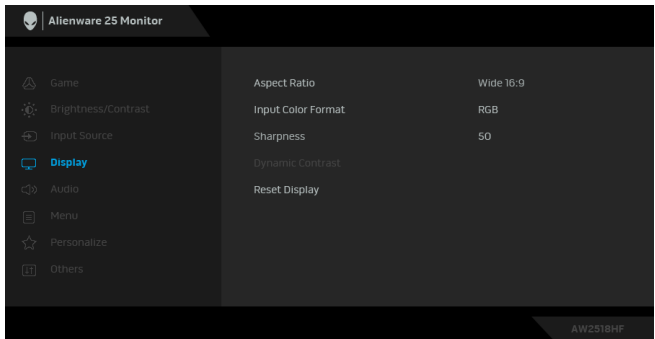 Alienware 25 Monitor
Game
Brightness/Contrast
Input Source
Display
Audio
Menu
Personalize
Others
Aspect Ratio Wide 16:9
Input Color Format RGB
Sharpness 50
Dynamic Contrast
Reset Display
AW2518HF